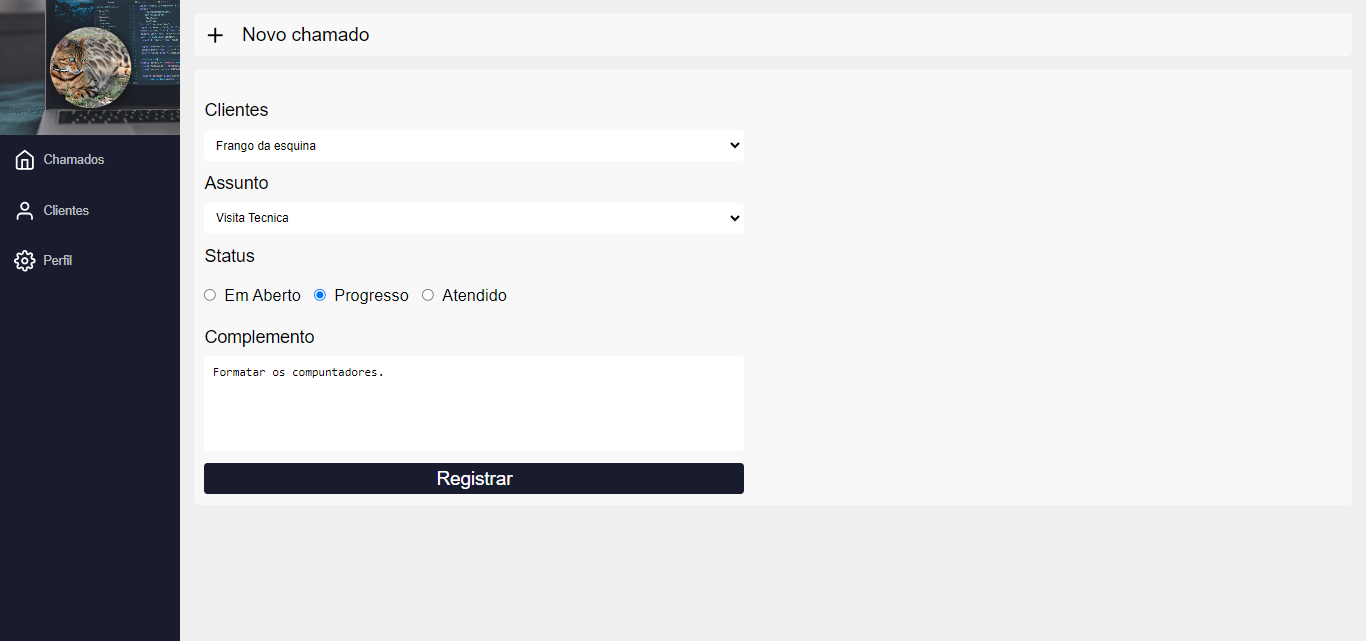 Novo chamado
Chamados
Clientes
Perfil
Clientes
Frango da esquina
Assunto
Visita Tecnica
Status
Em Aberto Progresso Atendido
Complemento
Formatar os compuntadores.
Registrar